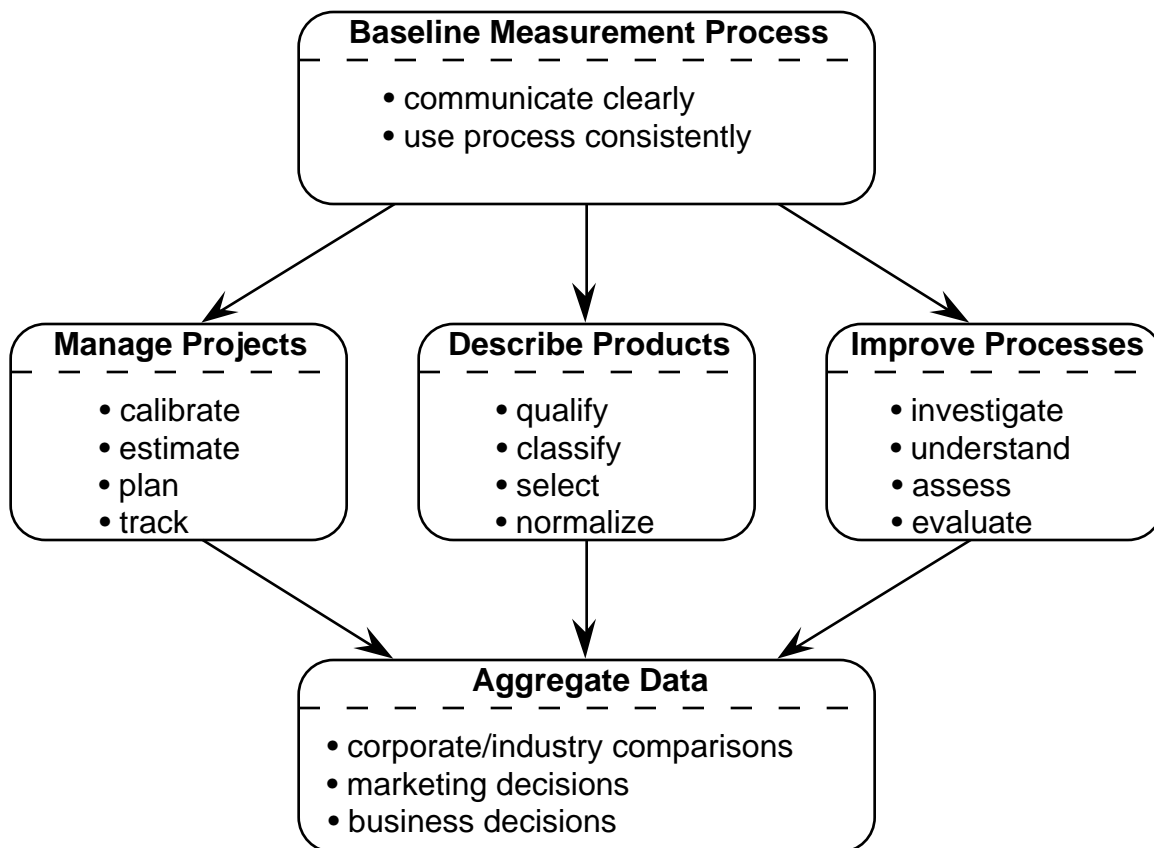 Baseline Measurement Process
• communicate clearly
• use process consistently
Manage Projects
• calibrate
• estimate
• plan
• track
Describe Products
• qualify
• classify
• select
• normalize
Improve Processes
• investigate
• understand
• assess
• evaluate
Aggregate Data
• corporate/industry comparisons
• marketing decisions
• business decisions